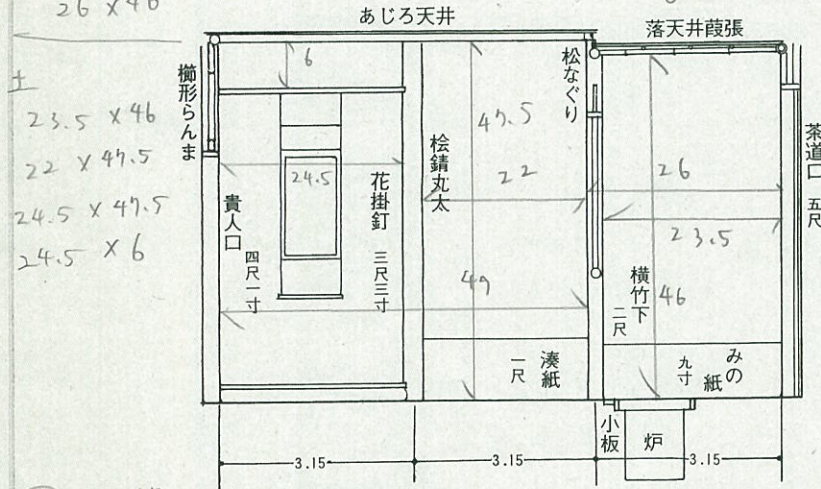 26 × 46
土
23.5 × 46
22 × 47.5
24.5 × 47.5
24.5 × 6
あじろ天井
落天井葭張
櫛形らんま
6
松なぐり
47.5
桧錆丸太
22
24.5
花掛釘
三尺三寸
貴人口
四尺一寸
49
26
23.5
茶道口 五尺
横竹下
二尺
46
湊紙
一尺
みの紙
九寸
小板
炉
3.15
3.15
3.15